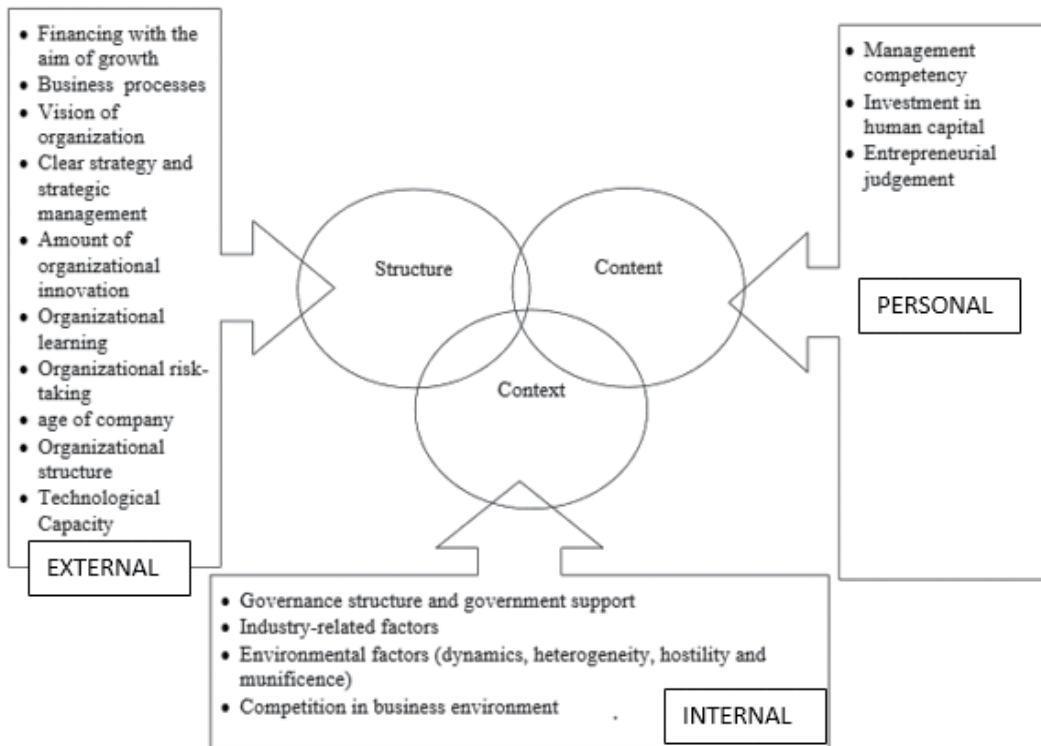 • Financing with the
aim of growth
• Business processes
• Vision of
organization
• Clear strategy and
strategic
management
• Amount of
organizational
innovation
• Organizational
learning
• Organizational risk-
taking
• age of company
• Organizational
structure
• Technological
Capacity
EXTERNAL
Structure
Content
Context
• Management
competency
• Investment in
human capital
• Entrepreneurial
judgement
PERSONAL
• Governance structure and government support
• Industry-related factors
• Environmental factors (dynamics, heterogeneity, hostility and
munificence)
• Competition in business environment .
INTERNAL